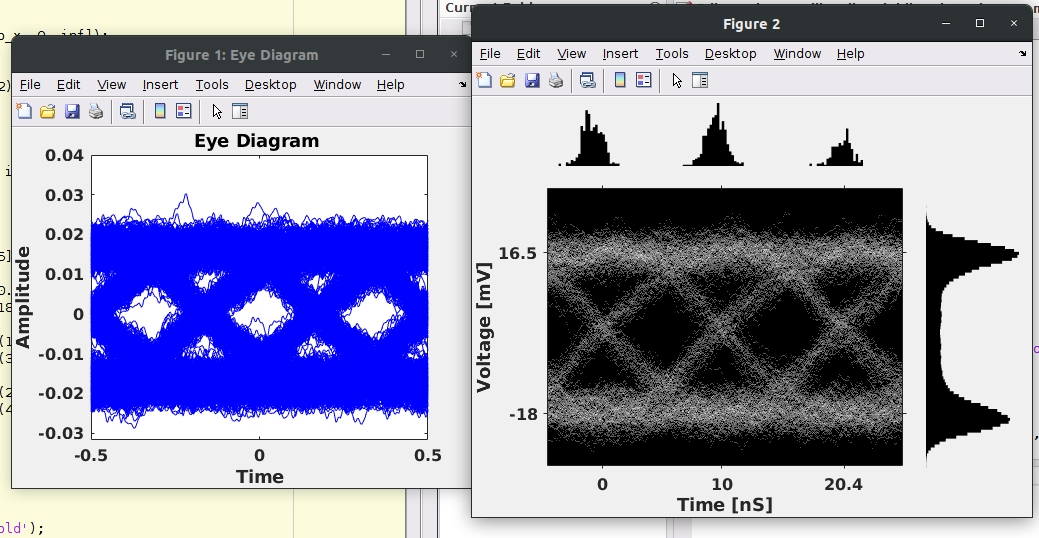 Figure 1: Eye Diagram
File Edit View Insert Tools Desktop Window Help
Eye Diagram
0.04
0.03
0.02
0.01
0
-0.01
-0.02
-0.03
Amplitude
-0.5 0 0.5
Time
old');
Figure 2
File Edit View Insert Tools Desktop Window Help
16.5
-18
Voltage [mV]
0 10 20.4
Time [nS]